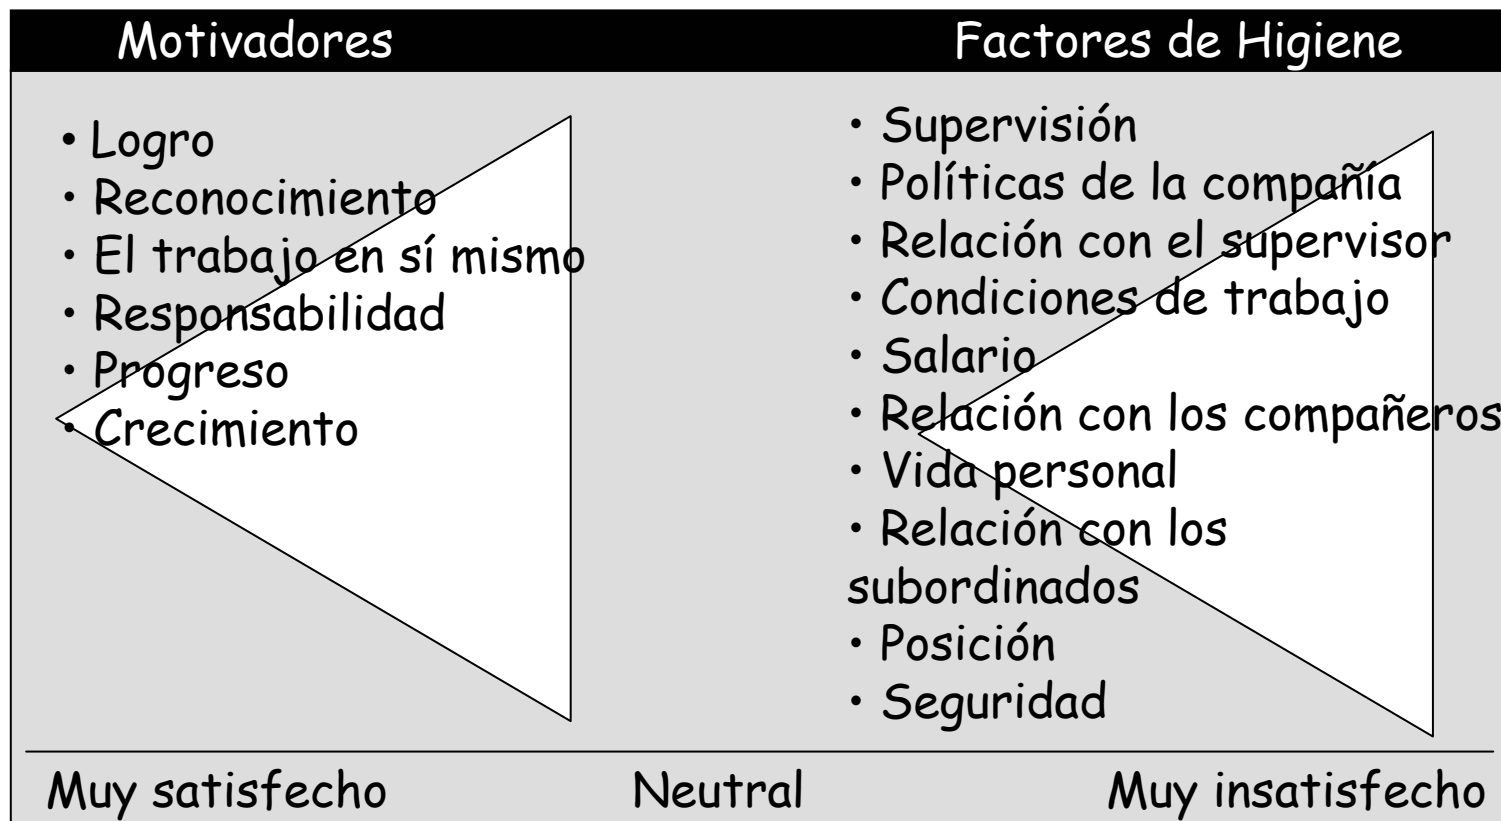 Motivadores
Factores de Higiene
• Logro
• Reconocimiento
• El trabajo en sí mismo
• Responsabilidad
• Progreso
• Crecimiento
• Supervisión
• Políticas de la compañía
• Relación con el supervisor
• Condiciones de trabajo
• Salario
• Relación con los compañeros
• Vida personal
• Relación con los
subordinados
• Posición
• Seguridad
Muy satisfecho
Neutral
Muy insatisfecho